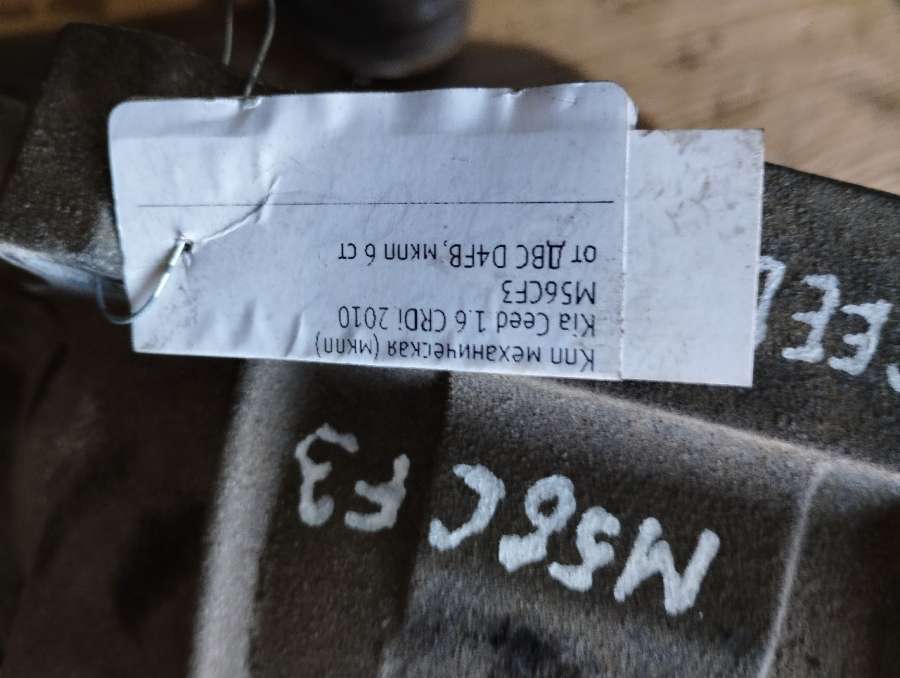 Кпп механическая (мкпп)
Kia Ceed 1.6 CRDi 2010
M56CF3
от ДВС D4FB, мкпп 6 ст
M56CF3